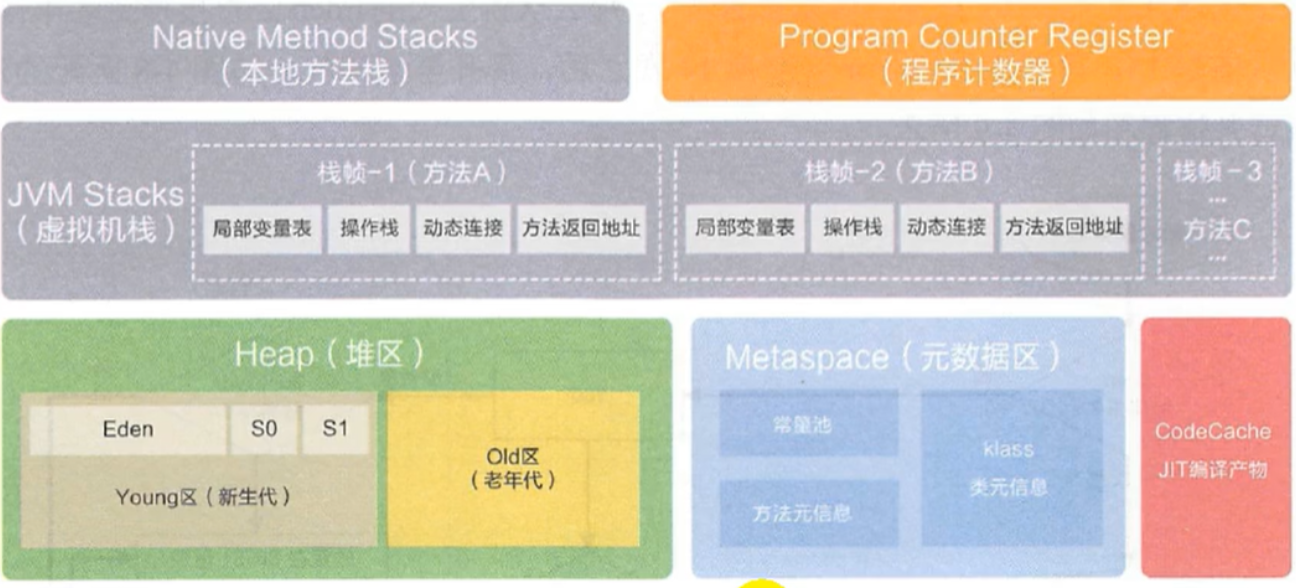 Native Method Stacks
（本地方法栈）
Program Counter Register
（程序计数器）
JVM Stacks
（虚拟机栈）
栈帧-1（方法A）
局部变量表
操作栈
动态连接
方法返回地址
栈帧-2（方法B）
局部变量表
操作栈
动态连接
方法返回地址
栈帧-3
...
方法C
...
Heap（堆区）
Eden
S0
S1
Young区（新生代）
Old区
（老年代）
Metaspace（元数据区）
常量池
方法元信息
klass
类元信息
CodeCache
JIT编译产物